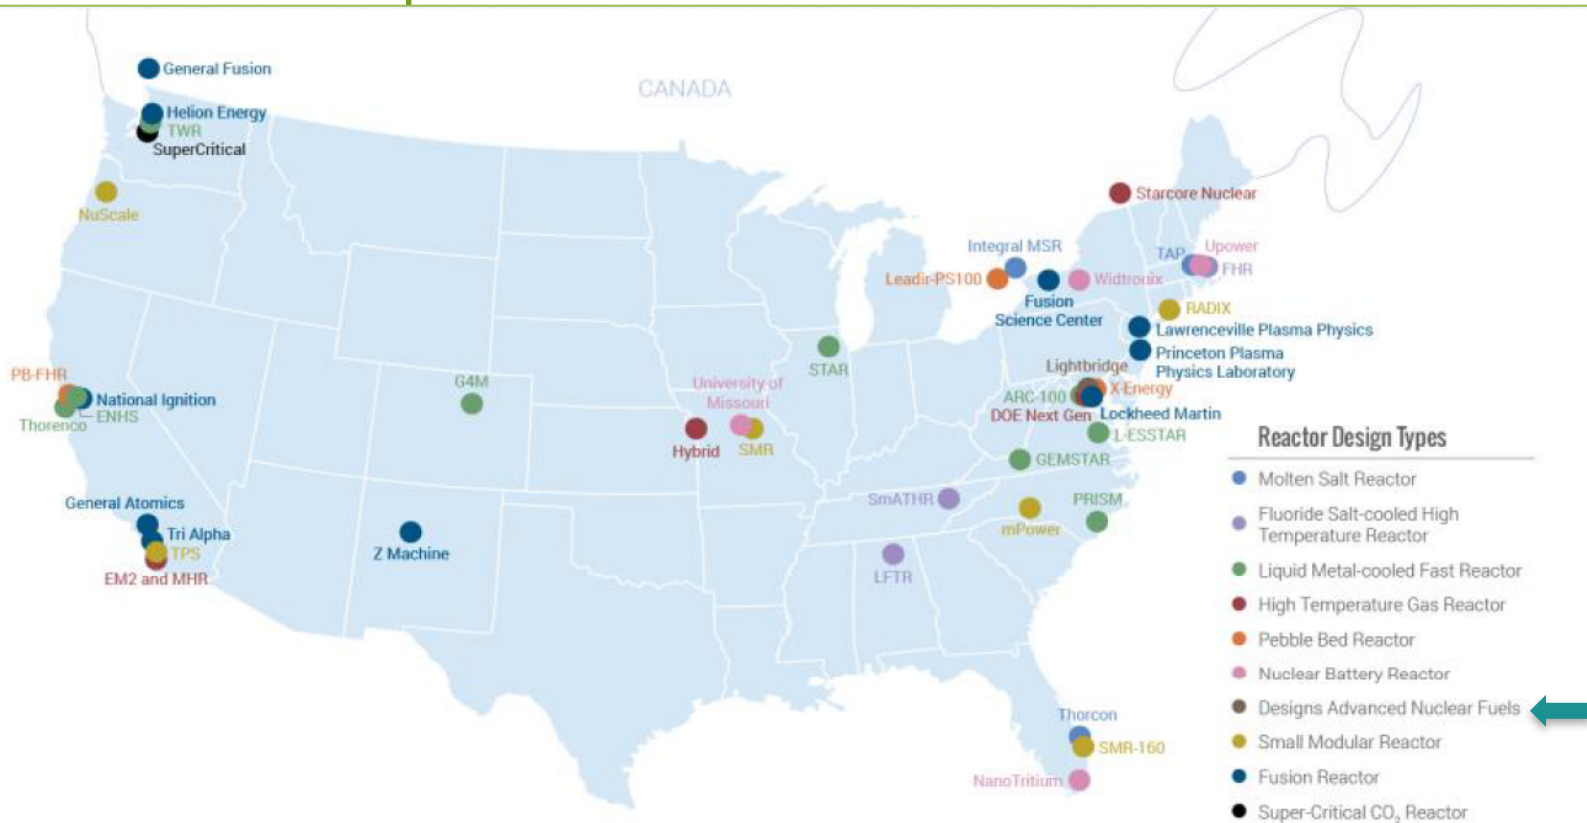 CANADA
General Fusion
Helion Energy
TWR
SuperCritical
NuScale
Starcore Nuclear
Integral MSR
TAP
Upower
FHR
Leadir-PS100
Widtronix
Fusion
Science Center
RADIX
Lawrenceville Plasma Physics
Princeton Plasma
Physics Laboratory
STAR
Lightbridge
PB-FHR
G4M
University of
Missouri
X-Energy
ARC-100
National Ignition
ENHS
DOE Next Gen
Lockheed Martin
Thorenco
Hybrid
SMR
L-ESSTAR
GEMSTAR
General Atomics
SmATHR
PRISM
Tri Alpha
mPower
TPS
Z Machine
EM2 and MHR
LFTR
Thorcon
SMR-160
NanoTritium
Reactor Design Types
Molten Salt Reactor
Fluoride Salt-cooled High
Temperature Reactor
Liquid Metal-cooled Fast Reactor
High Temperature Gas Reactor
Pebble Bed Reactor
Nuclear Battery Reactor
Designs Advanced Nuclear Fuels
Small Modular Reactor
Fusion Reactor
Super-Critical CO₂ Reactor